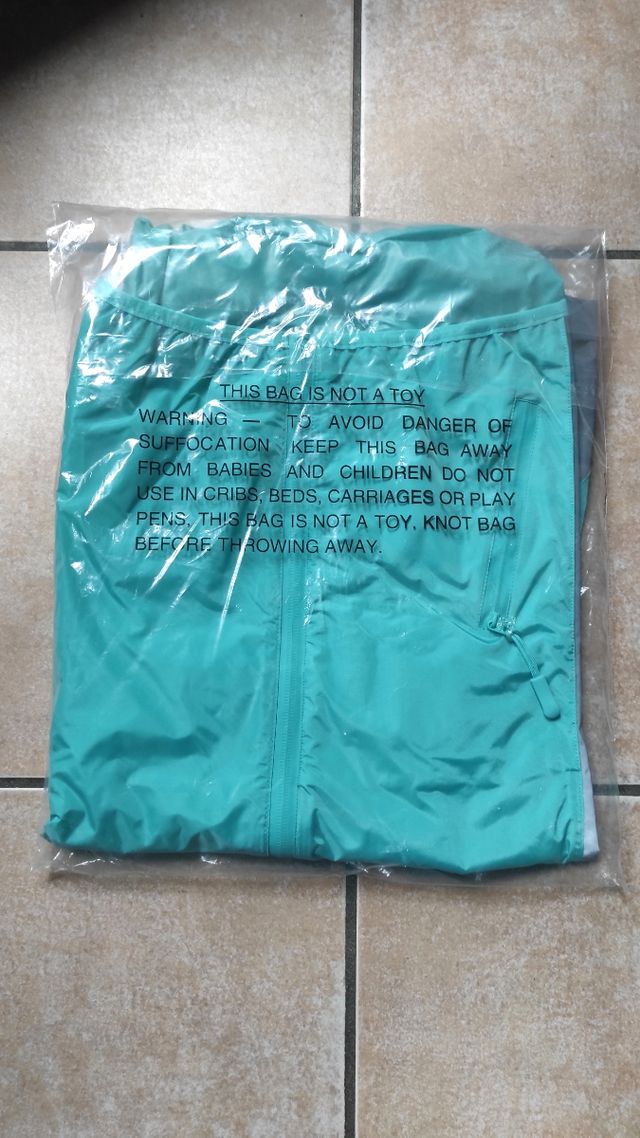 THIS BAG IS NOT A TOY
WARNING — TO AVOID DANGER OF
SUFFOCATION KEEP THIS BAG AWAY
FROM BABIES AND CHILDREN DO NOT
USE IN CRIBS, BEDS, CARRIAGES OR PLAY
PENS, THIS BAG IS NOT A TOY. KNOT BAG
BEFORE THROWING AWAY.